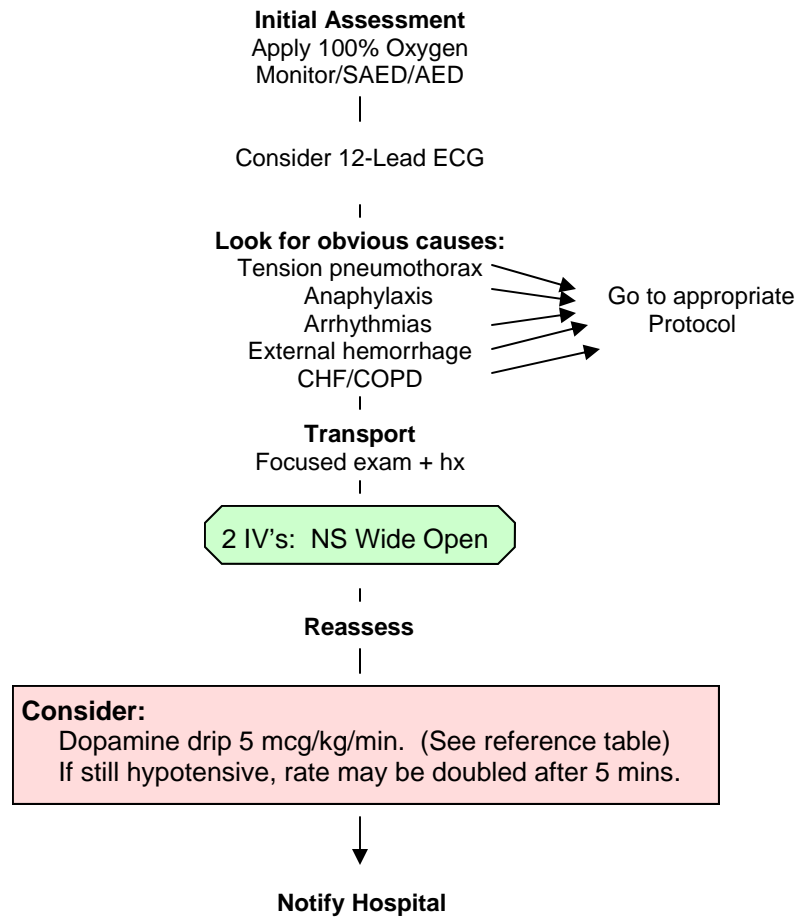 Initial Assessment
Apply 100% Oxygen
Monitor/SAED/AED
Consider 12-Lead ECG
Look for obvious causes:
Tension pneumothorax
Anaphylaxis
Arrhythmias
External hemorrhage
CHF/COPD
Go to appropriate
Protocol
Transport
Focused exam + hx
2 IV’s: NS Wide Open
Reassess
Consider:
Dopamine drip 5 mcg/kg/min. (See reference table)
If still hypotensive, rate may be doubled after 5 mins.
Notify Hospital